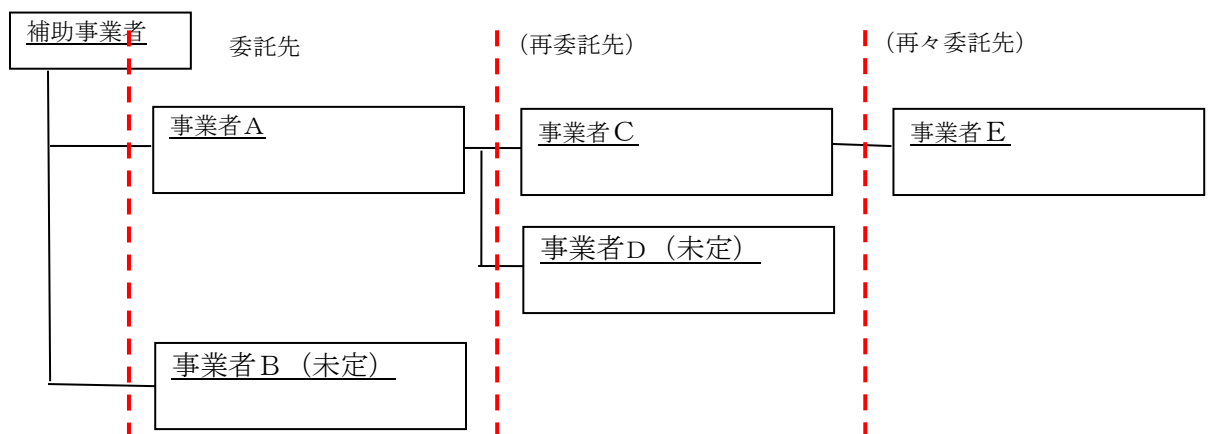 補助事業者
委託先
（再委託先）
（再々委託先）
事業者Ａ
事業者Ｃ
事業者Ｅ
事業者D（未定）
事業者Ｂ（未定）